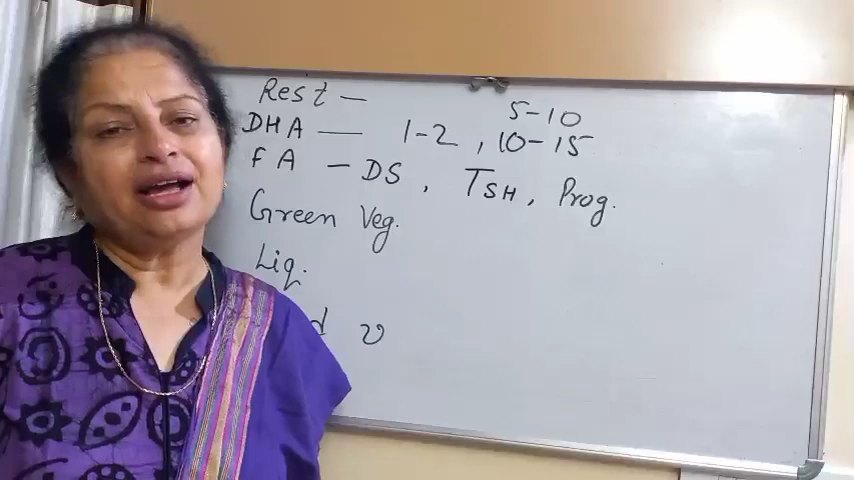 Rest —
5-10
DHA — 1-2, 10-15
FA - DS, TSH, Prog.
Green Veg.
Liq.
d v